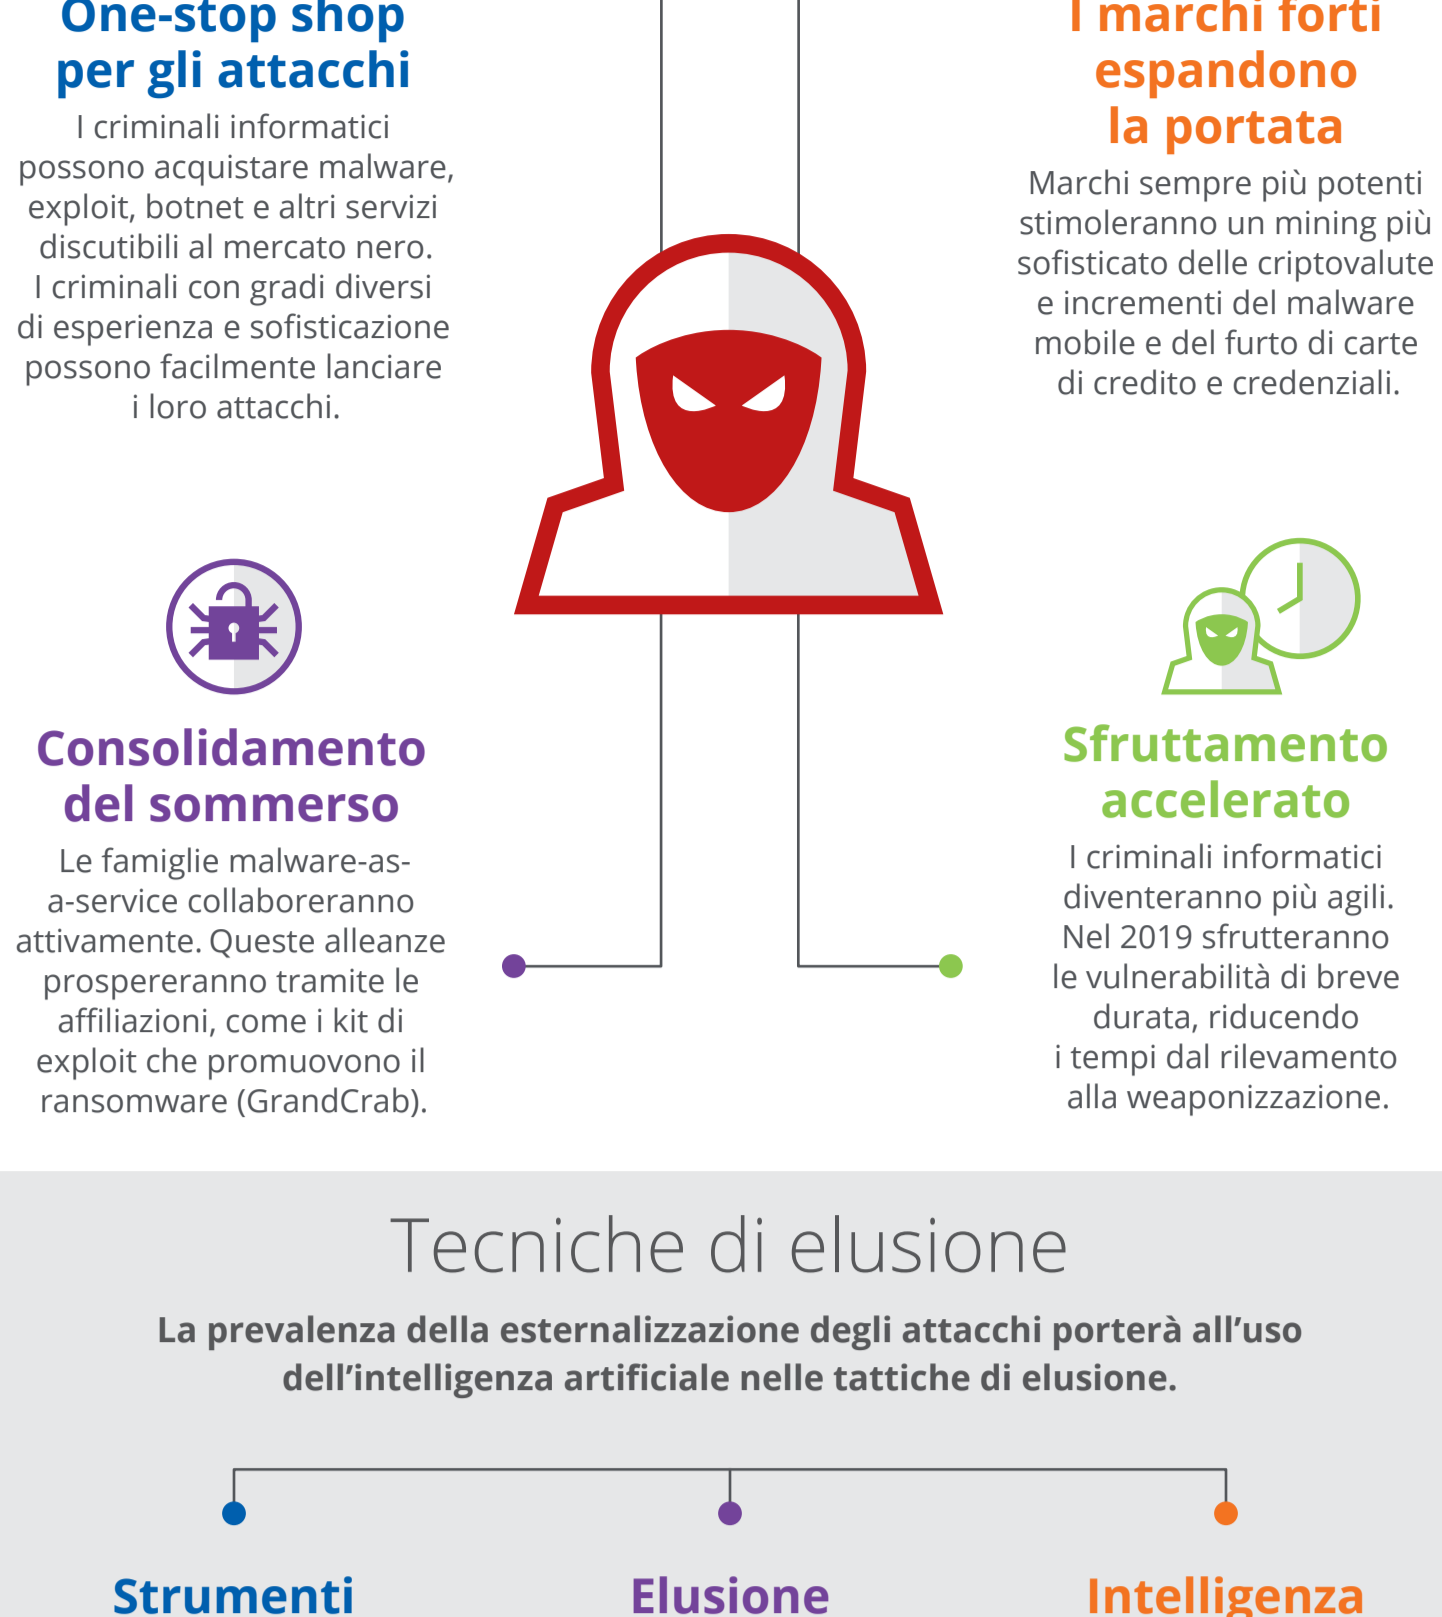 One-stop shop
per gli attacchi
I criminali informatici
possono acquistare malware,
exploit, botnet e altri servizi
discutibili al mercato nero.
I criminali con gradi diversi
di esperienza e sofisticazione
possono facilmente lanciare
i loro attacchi.
I marchi forti
espandono
la portata
Marchi sempre più potenti
stimoleranno un mining più
sofisticato delle criptovalute
e incrementi del malware
mobile e del furto di carte
di credito e credenziali.
Consolidamento
del sommerso
Le famiglie malware-as-
a-service collaboreranno
attivamente. Queste alleanze
prospereranno tramite le
affiliazioni, come i kit di
exploit che promuovono il
ransomware (GrandCrab).
Sfruttamento
accelerato
I criminali informatici
diventeranno più agili.
Nel 2019 sfrutteranno
le vulnerabilità di breve
durata, riducendo
i tempi dal rilevamento
alla weaponizzazione.
Tecniche di elusione
La prevalenza della esternalizzazione degli attacchi porterà all’uso
dell’intelligenza artificiale nelle tattiche di elusione.
Strumenti
Elusione
Intelligenza